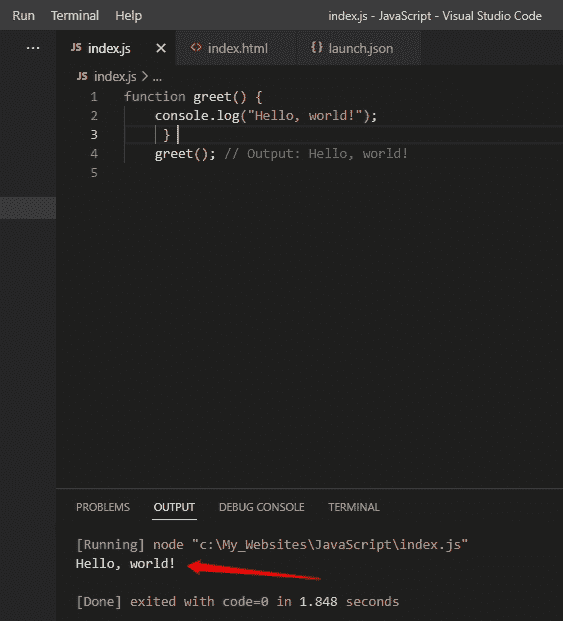 Run Terminal Help index.js - JavaScript - Visual Studio Code
... JS index.js × <> index.html {} launch.json
JS index.js > ...
1 function greet() {
2 console.log("Hello, world!");
3 }
4 greet(); // Output: Hello, world!
5
PROBLEMS OUTPUT DEBUG CONSOLE TERMINAL
[Running] node "c:\My_Websites\JavaScript\index.js"
Hello, world!
[Done] exited with code=0 in 1.848 seconds